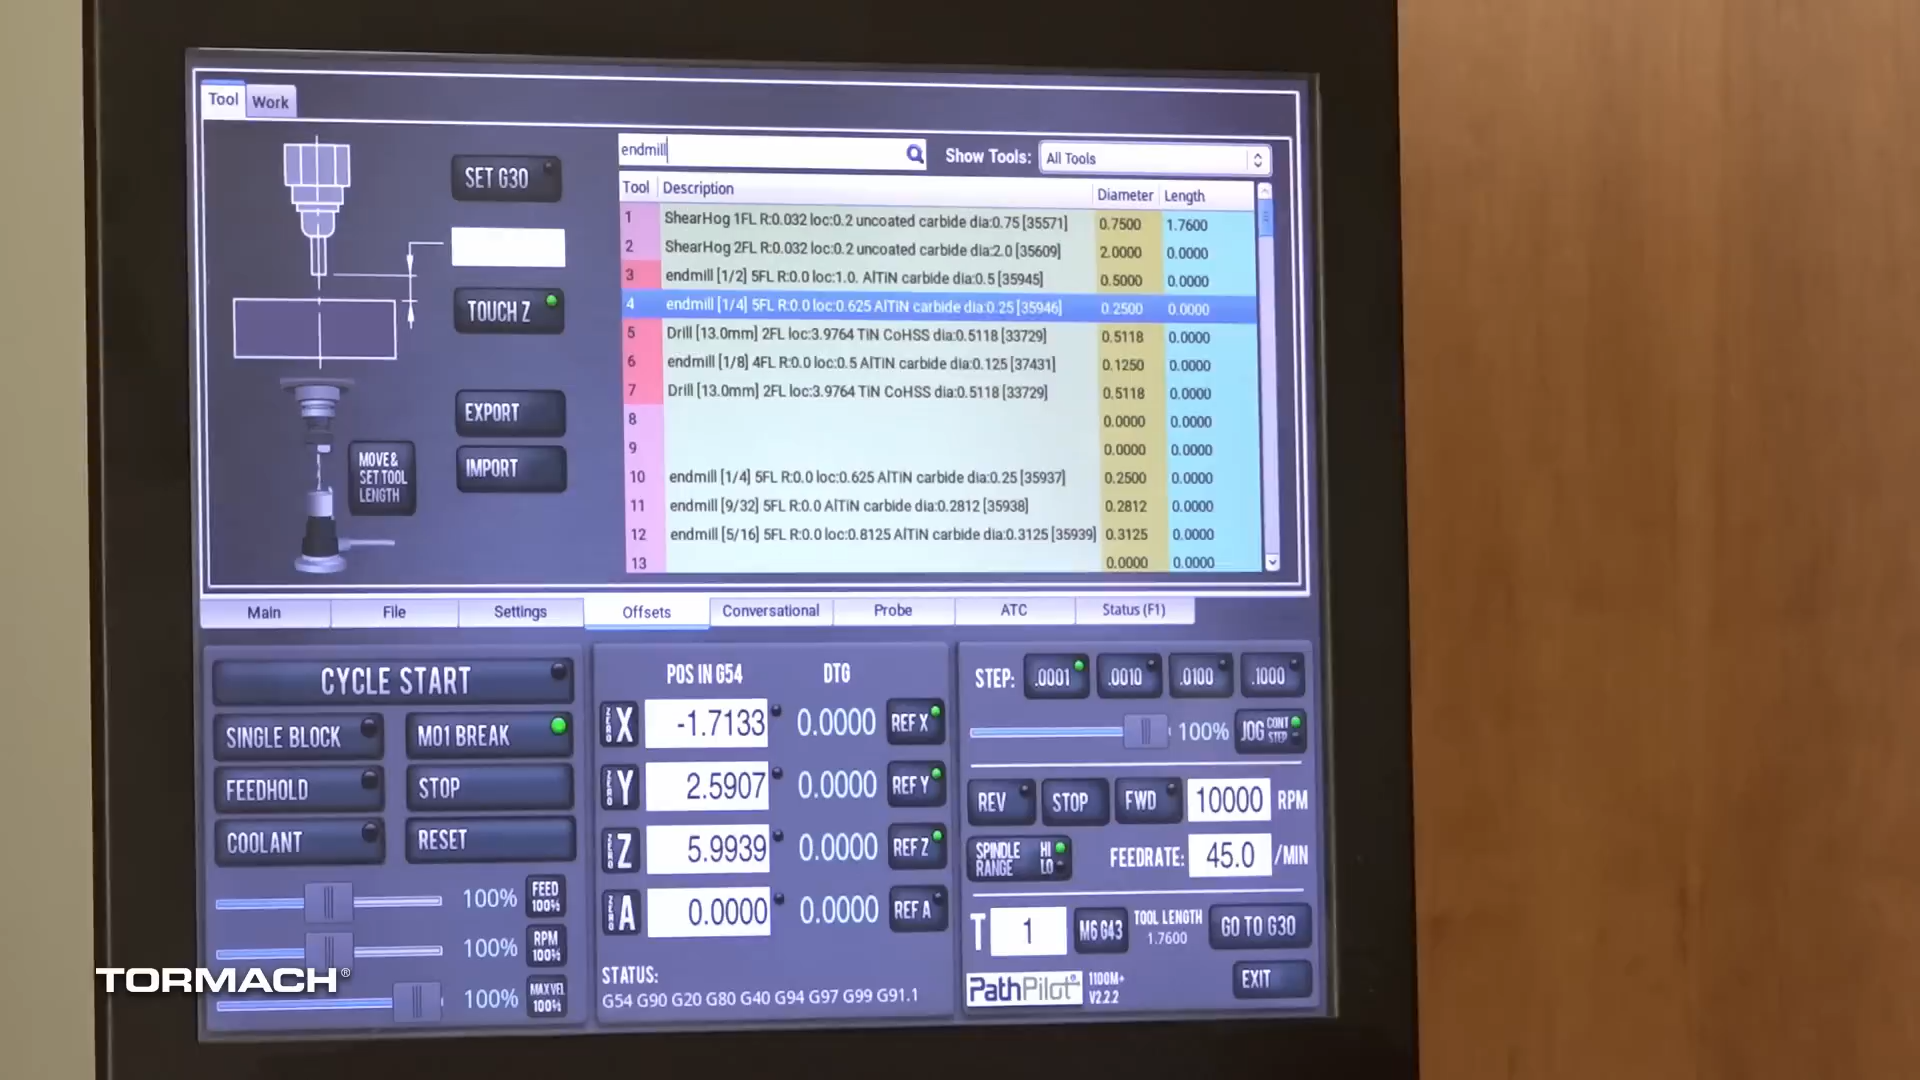 Tool Work
endmill
Show Tools: All Tools
SET G30
TOUCH Z
EXPORT
IMPORT
MOVE &
SET TOOL
LENGTH
Tool Description Diameter Length
1 ShearHog 1FL R:0.032 loc:0.2 uncoated carbide dia:0.75 [35571] 0.7500 1.7600
2 ShearHog 2FL R:0.032 loc:0.2 uncoated carbide dia:2.0 [35609] 2.0000 0.0000
3 endmill [1/2] 5FL R:0.0 loc:1.0. AlTiN carbide dia:0.5 [35945] 0.5000 0.0000
4 endmill [1/4] 5FL R:0.0 loc:0.625 AlTiN carbide dia:0.25 [35946] 0.2500 0.0000
5 Drill [13.0mm] 2FL loc:3.9764 TiN CoHSS dia:0.5118 [33729] 0.5118 0.0000
6 endmill [1/8] 4FL R:0.0 loc:0.5 AlTiN carbide dia:0.125 [37431] 0.1250 0.0000
7 Drill [13.0mm] 2FL loc:3.9764 TiN CoHSS dia:0.5118 [33729] 0.5118 0.0000
8 0.0000 0.0000
9 0.0000 0.0000
10 endmill [1/4] 5FL R:0.0 loc:0.625 AlTiN carbide dia:0.25 [35937] 0.2500 0.0000
11 endmill [9/32] 5FL R:0.0 AlTiN carbide dia:0.2812 [35938] 0.2812 0.0000
12 endmill [5/16] 5FL R:0.0 loc:0.8125 AlTiN carbide dia:0.3125 [35939] 0.3125 0.0000
13 0.0000 0.0000
Main File Settings Offsets Conversational Probe ATC Status (F1)
CYCLE START
SINGLE BLOCK M01 BREAK
FEEDHOLD STOP
COOLANT RESET
100% FEED 100%
100% RPM 100%
100% MAX VEL 100%
POS IN G54 DTG
ZERO X -1.7133 0.0000 REF X
ZERO Y 2.5907 0.0000 REF Y
ZERO Z 5.9939 0.0000 REF Z
ZERO A 0.0000 0.0000 REF A
STATUS:
G54 G90 G20 G80 G40 G94 G97 G99 G91.1
STEP: .0001 .0010 .0100 .1000
100% JOG CONT STEP
REV STOP FWD 10000 RPM
SPINDLE RANGE HI LO FEEDRATE: 45.0 /MIN
T 1 M6 G43 TOOL LENGTH 1.7600 GO TO G30
PathPilot® 1100M+ V2.2.2 EXIT
TORMACH®